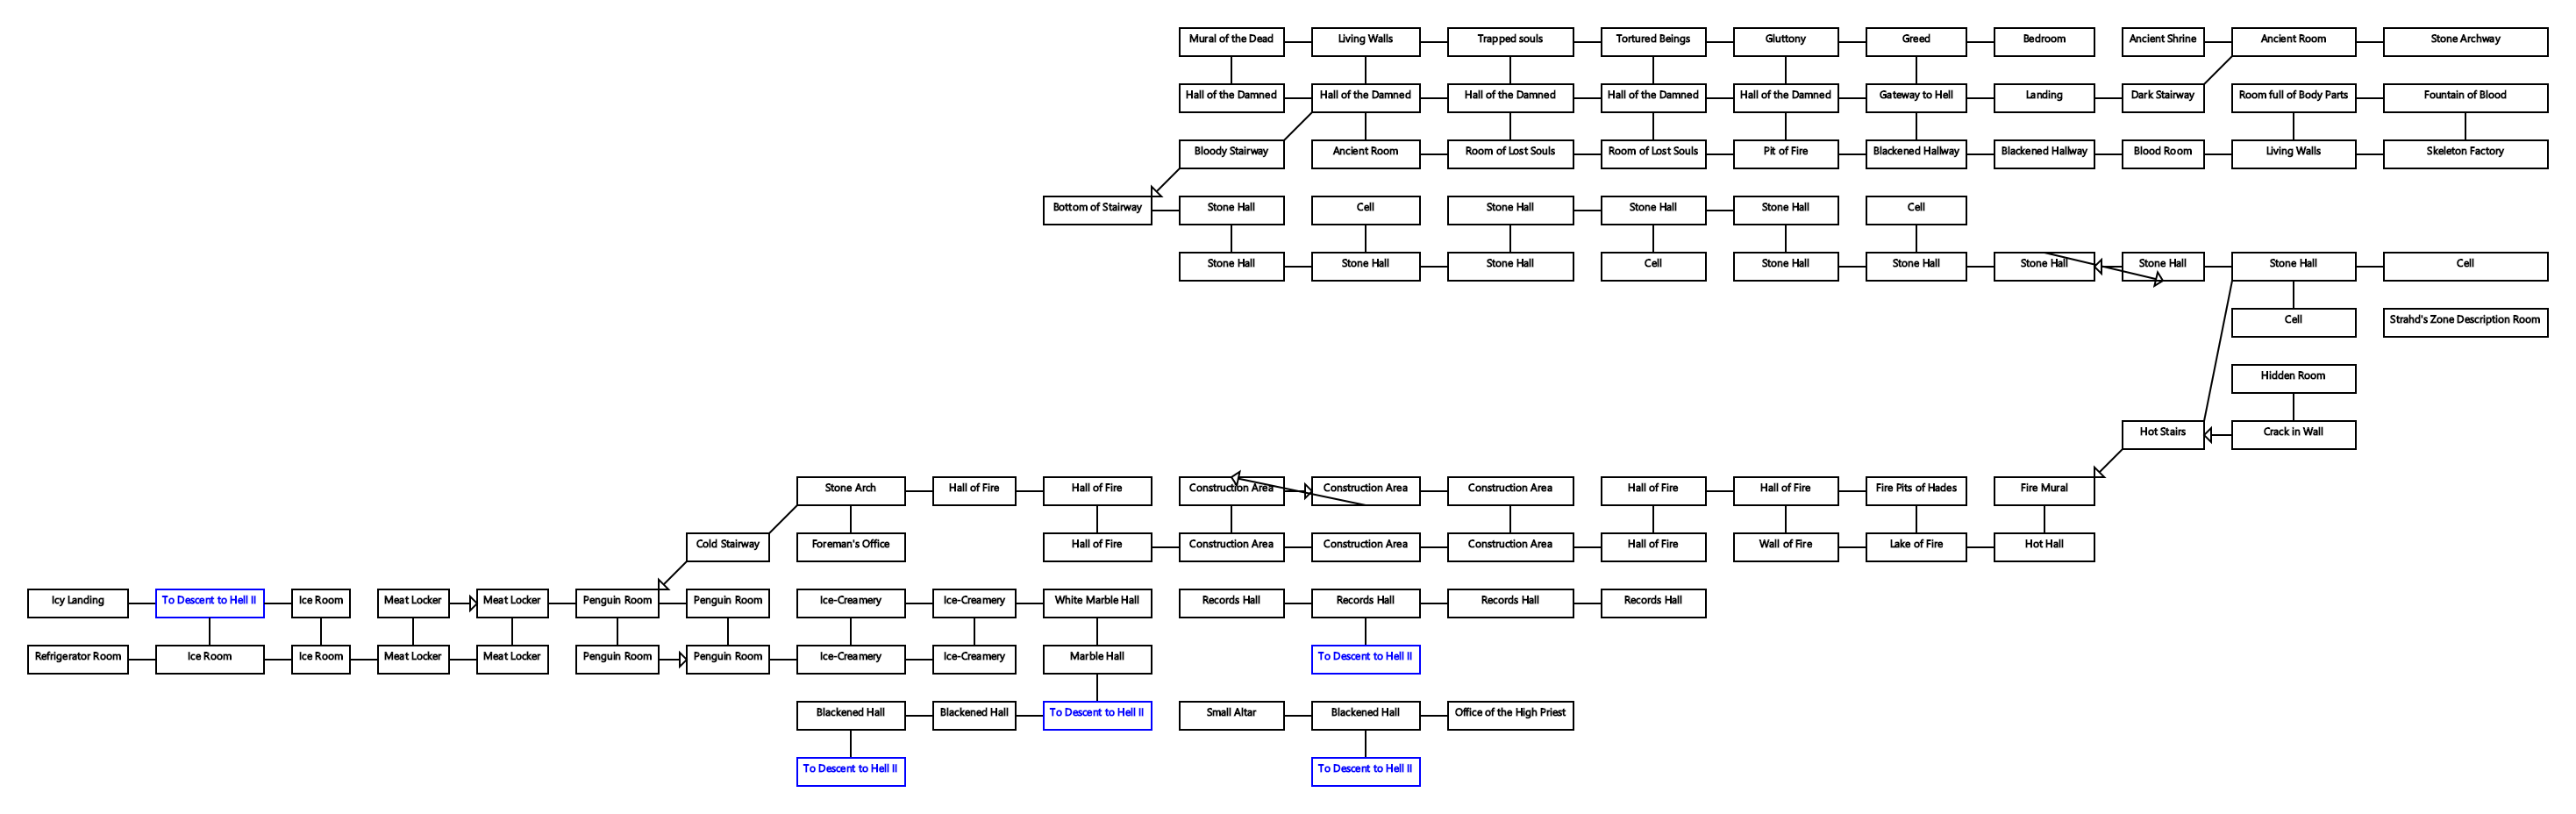 Mural of the Dead
Living Walls
Trapped souls
Tortured Beings
Gluttony
Greed
Bedroom
Ancient Shrine
Ancient Room
Stone Archway
Hall of the Damned
Hall of the Damned
Hall of the Damned
Hall of the Damned
Hall of the Damned
Gateway to Hell
Landing
Dark Stairway
Room full of Body Parts
Fountain of Blood
Bloody Stairway
Ancient Room
Room of Lost Souls
Room of Lost Souls
Pit of Fire
Blackened Hallway
Blackened Hallway
Blood Room
Living Walls
Skeleton Factory
Bottom of Stairway
Stone Hall
Cell
Stone Hall
Stone Hall
Stone Hall
Cell
Stone Hall
Stone Hall
Stone Hall
Cell
Stone Hall
Stone Hall
Stone Hall
Stone Hall
Stone Hall
Cell
Cell
Strahd's Zone Description Room
Hidden Room
Hot Stairs
Crack in Wall
Stone Arch
Hall of Fire
Hall of Fire
Construction Area
Construction Area
Construction Area
Hall of Fire
Hall of Fire
Fire Pits of Hades
Fire Mural
Cold Stairway
Foreman's Office
Hall of Fire
Construction Area
Construction Area
Construction Area
Hall of Fire
Wall of Fire
Lake of Fire
Hot Hall
Icy Landing
To Descent to Hell II
Ice Room
Meat Locker
Meat Locker
Penguin Room
Penguin Room
Ice-Creamery
Ice-Creamery
White Marble Hall
Records Hall
Records Hall
Records Hall
Records Hall
Refrigerator Room
Ice Room
Ice Room
Meat Locker
Meat Locker
Penguin Room
Penguin Room
Ice-Creamery
Ice-Creamery
Marble Hall
To Descent to Hell II
Blackened Hall
Blackened Hall
To Descent to Hell II
Small Altar
Blackened Hall
Office of the High Priest
To Descent to Hell II
To Descent to Hell II